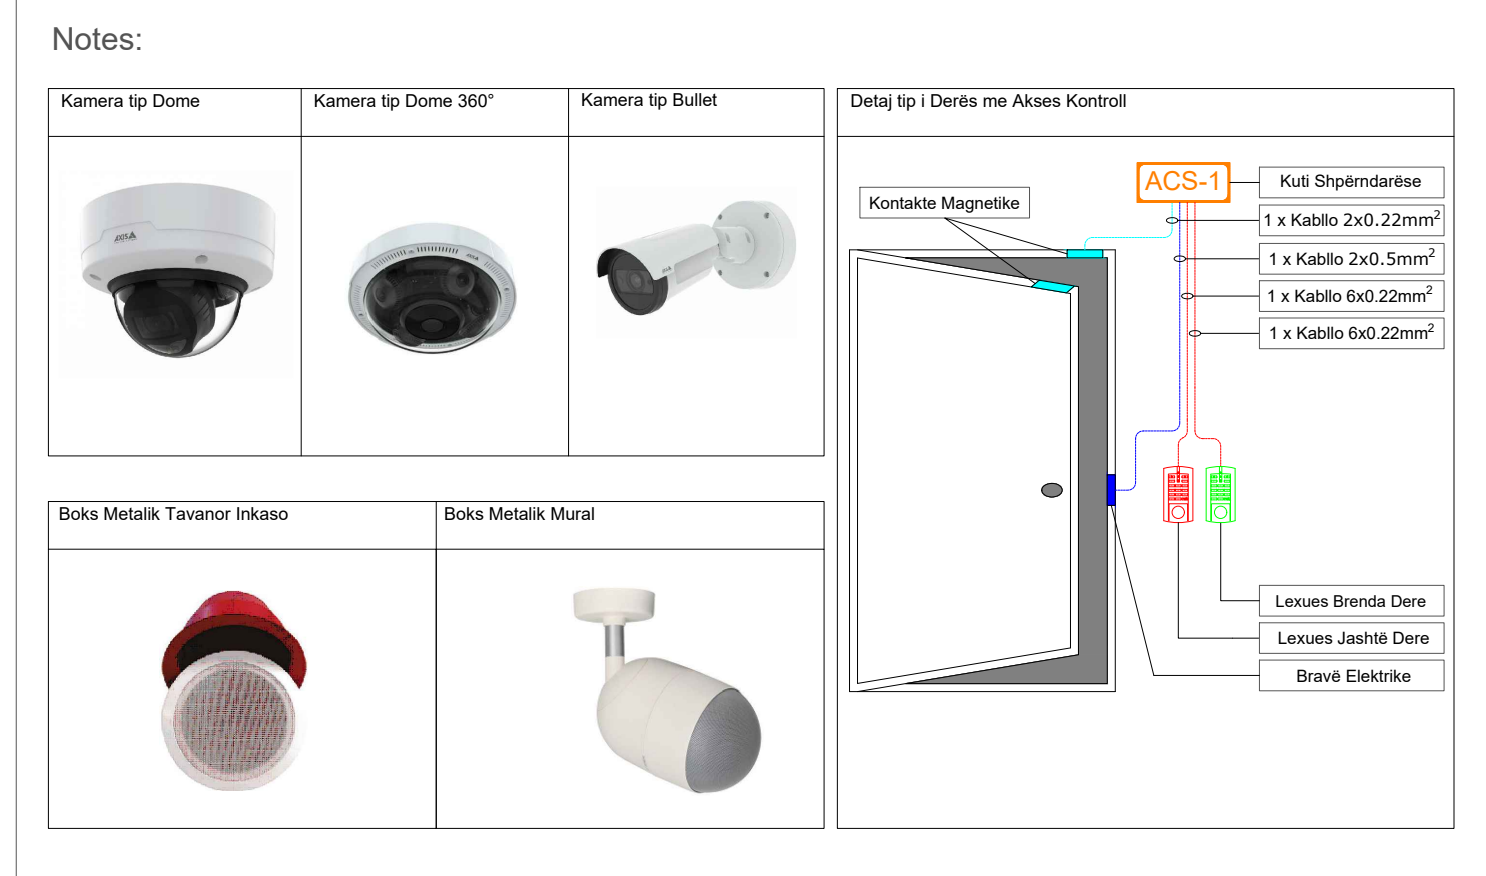 Notes:
Kamera tip Dome
Kamera tip Dome 360°
Kamera tip Bullet
AXIS
Boks Metalik Tavanor Inkaso
Boks Metalik Mural
Detaj tip i Derës me Akses Kontroll
ACS-1
Kuti Shpërndarëse
Kontakte Magnetike
1 x Kabllo 2x0.22mm²
1 x Kabllo 2x0.5mm²
1 x Kabllo 6x0.22mm²
1 x Kabllo 6x0.22mm²
Lexues Brenda Dere
Lexues Jashtë Dere
Bravë Elektrike